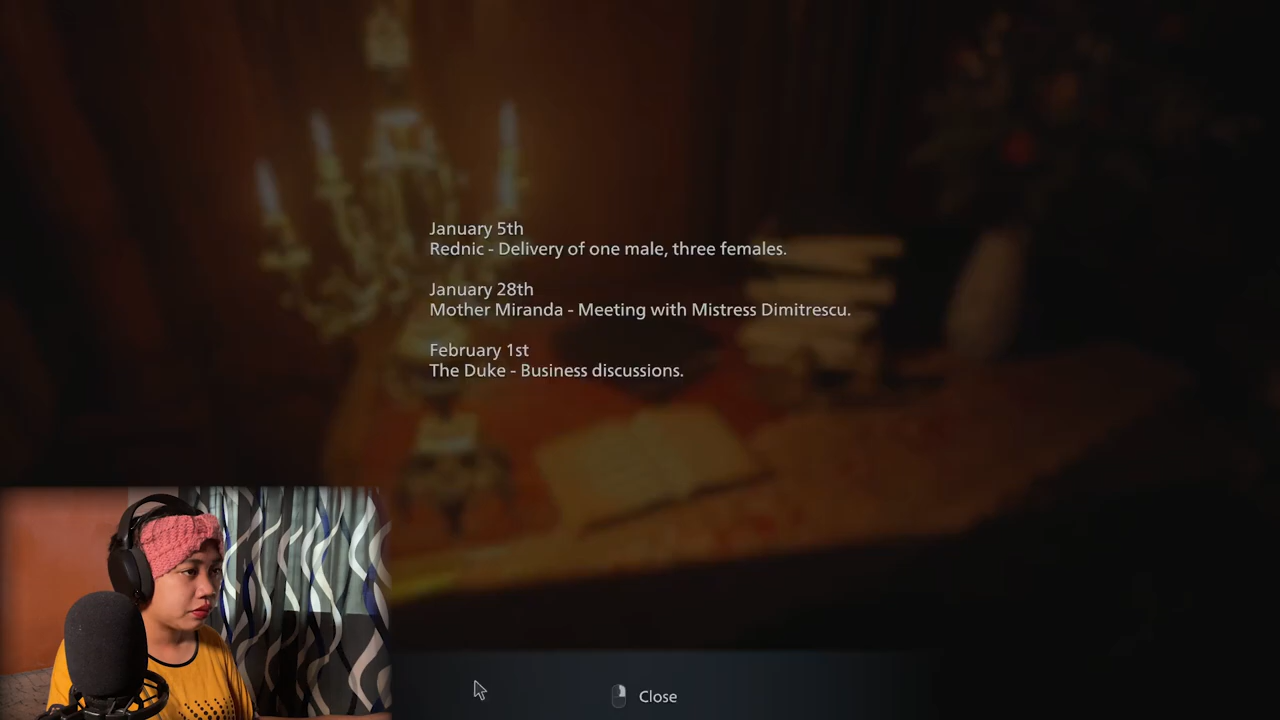 January 5th
Rednic - Delivery of one male, three females.
January 28th
Mother Miranda - Meeting with Mistress Dimitrescu.
February 1st
The Duke - Business discussions.
Close